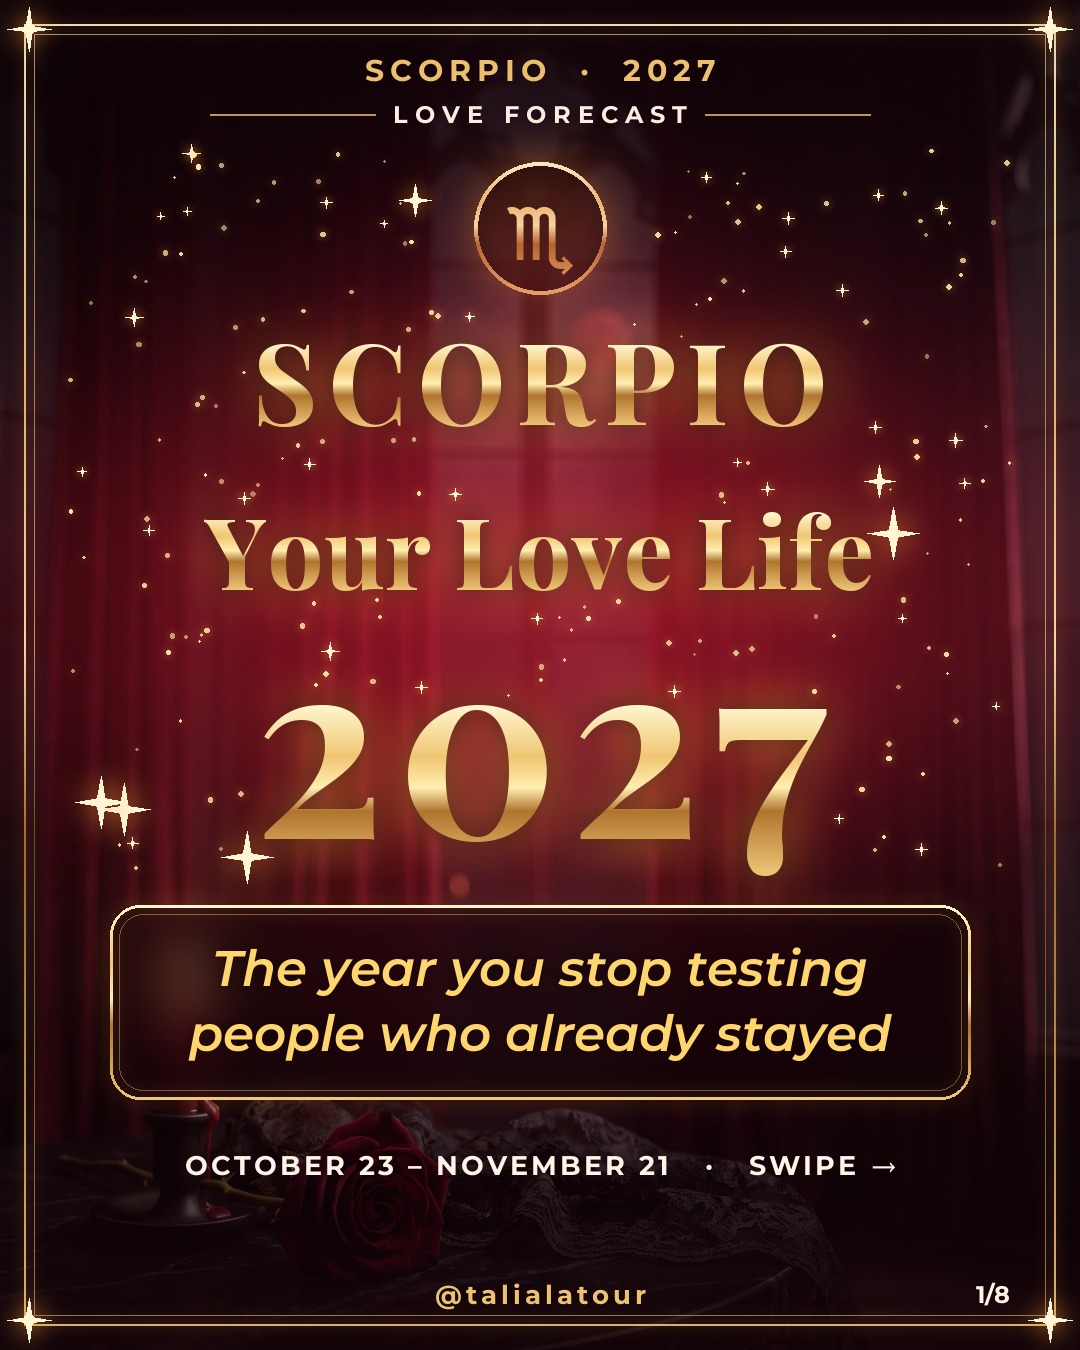 SCORPIO · 2027
LOVE FORECAST
♏
SCORPIO
Your Love Life
2027
The year you stop testing
people who already stayed
OCTOBER 23 – NOVEMBER 21 • SWIPE →
@talialatour
1/8